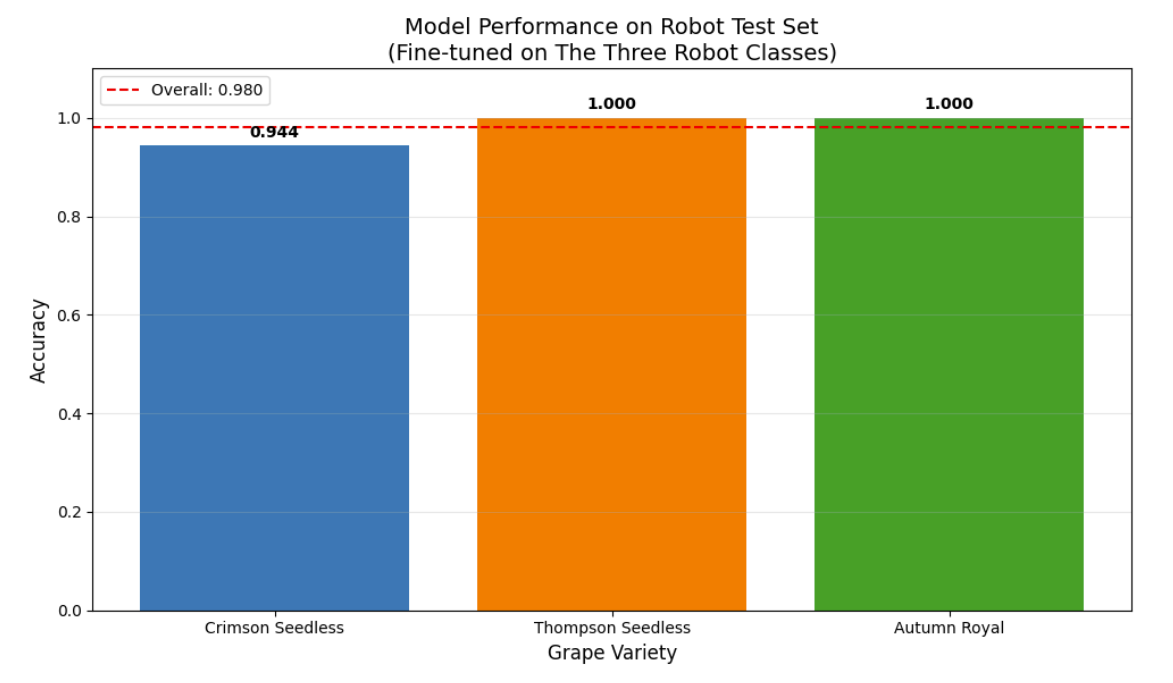 Model Performance on Robot Test Set
(Fine-tuned on The Three Robot Classes)
Overall: 0.980
0.944
1.000
1.000
Accuracy
1.0
0.8
0.6
0.4
0.2
0.0
Crimson Seedless
Thompson Seedless
Autumn Royal
Grape Variety